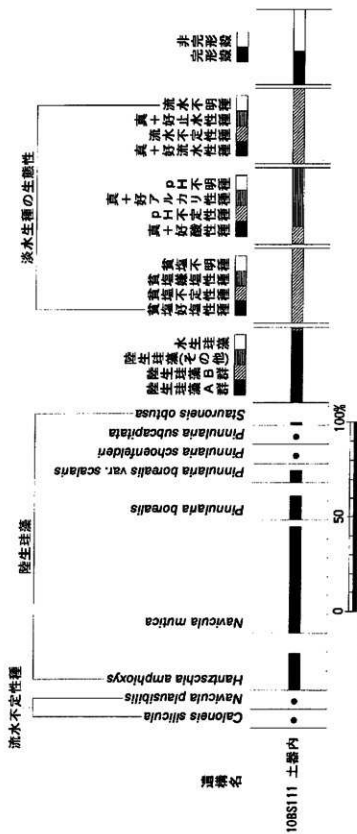 流水不定性種
陸生珪藻
淡水生種の生態性
遺構名
Caloneis silicula
Navicula plausibilis
Hantzschia amphioxys
Navicula mutica
Pinnularia borealis
Pinnularia borealis var. scalaris
Pinnularia schoenfelderi
Pinnularia subcapitata
Stauroneis obtusa
陸生珪藻A群
陸生珪藻B群
陸生珪藻(その他)
水生珪藻
貧塩好塩性種
貧塩不定性種
貧塩嫌塩性種
貧塩不明種
真+好酸性種
pH不定性種
真+好アルカリ性種
pH不明種
真+好流水性種
流水不定性種
真+好止水性種
流水不明種
完形殻
非完形殻
10BS111 土器内
0 50 100%